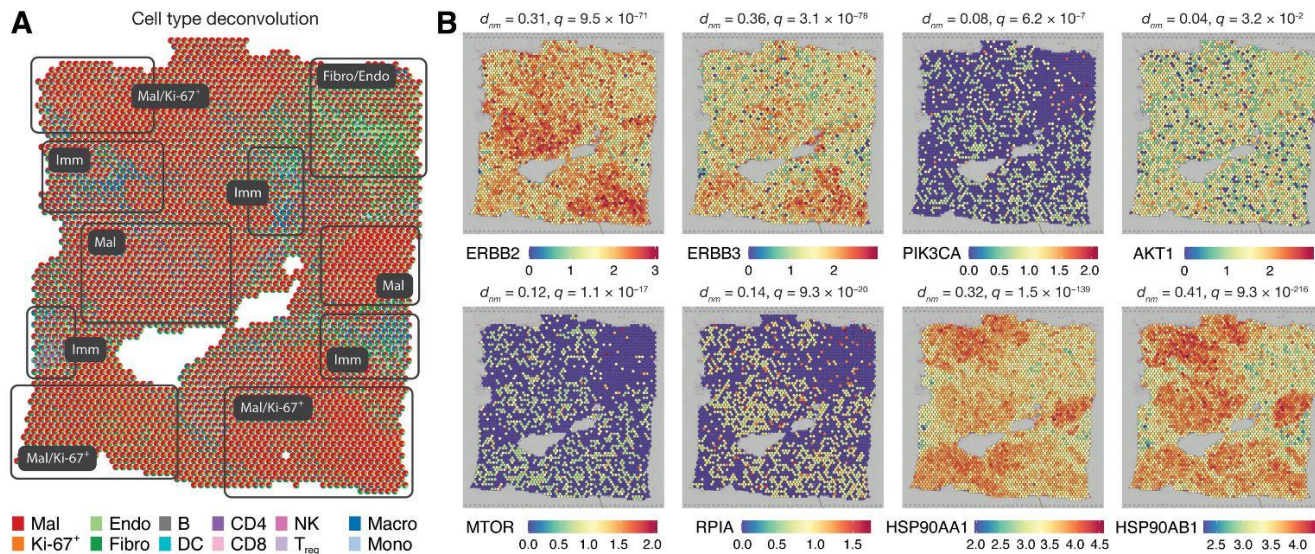 A
Cell type deconvolution
Fibro/Endo
Mal/Ki-67⁺
Imm
Imm
Mal
Mal
Imm
Imm
Mal/Ki-67⁺
Mal/Ki-67⁺
Mal Endo B CD4 NK Macro
Ki-67⁺ Fibro DC CD8 Treg Mono
B
dnm = 0.31, q = 9.5 × 10⁻⁷¹
dnm = 0.36, q = 3.1 × 10⁻⁷⁸
dnm = 0.08, q = 6.2 × 10⁻⁷
dnm = 0.04, q = 3.2 × 10⁻²
ERBB2 0 1 2 3
ERBB3 0 1 2
PIK3CA 0.0 0.5 1.0 1.5 2.0
AKT1 0 1 2
dnm = 0.12, q = 1.1 × 10⁻¹⁷
dnm = 0.14, q = 9.3 × 10⁻²⁰
dnm = 0.32, q = 1.5 × 10⁻¹³⁹
dnm = 0.41, q = 9.3 × 10⁻²¹⁶
MTOR 0.0 0.5 1.0 1.5 2.0
RPIA 0.0 0.5 1.0 1.5
HSP90AA1 2.0 2.5 3.0 3.5 4.0 4.5
HSP90AB1 2.5 3.0 3.5 4.0